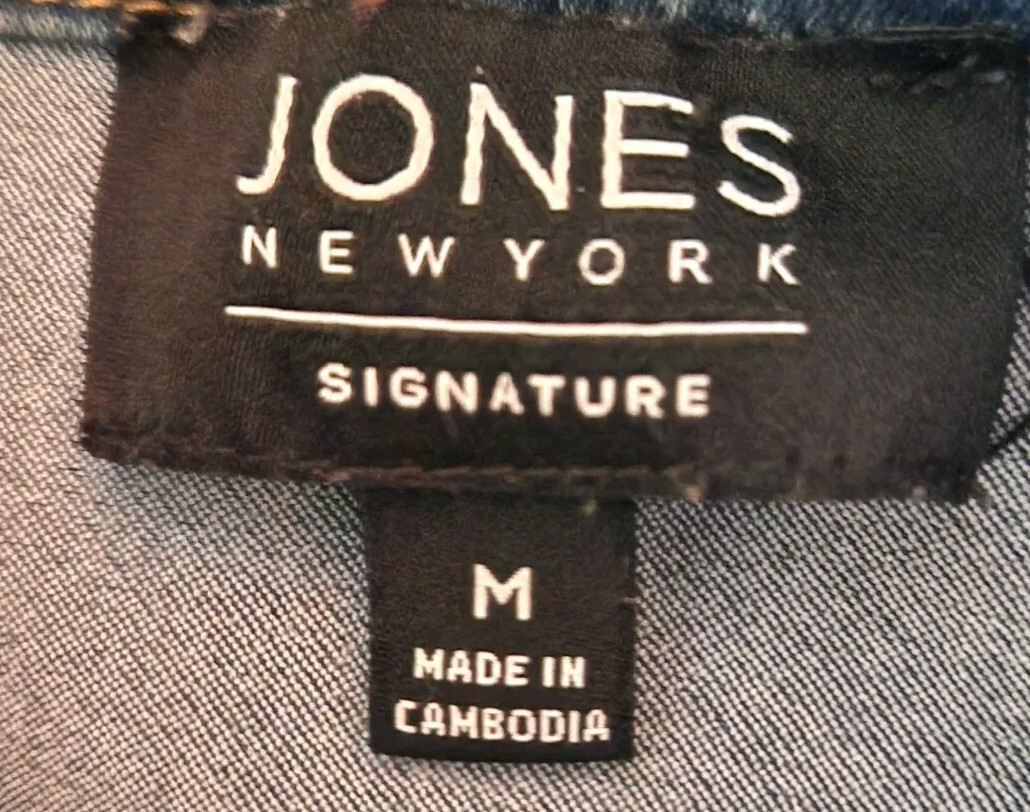 JONES
NEW YORK
SIGNATURE
M
MADE IN
CAMBODIA